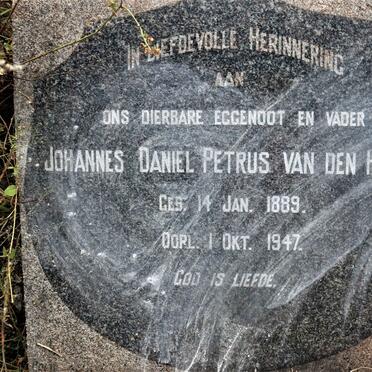 IN LIEFDEVOLLE HERINNERING
AAN
ONS DIERBARE EGGENOOT EN VADER
JOHANNES DANIEL PETRUS VAN DEN
GEB. 14 JAN. 1889.
OORL. 1 OKT. 1947.
GOD IS LIEFDE.